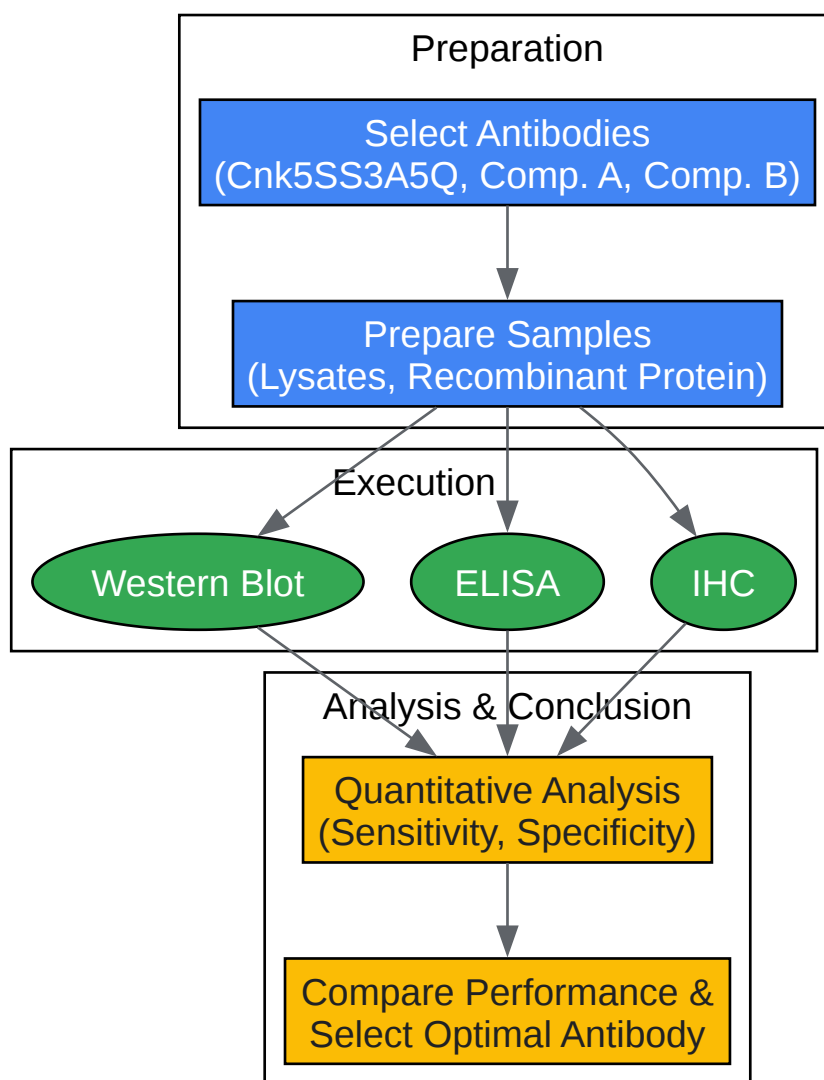 Preparation
Select Antibodies
(Cnk5SS3A5Q, Comp. A, Comp. B)
Prepare Samples
(Lysates, Recombinant Protein)
Execution
Western Blot
ELISA
IHC
Analysis & Conclusion
Quantitative Analysis
(Sensitivity, Specificity)
Compare Performance &
Select Optimal Antibody